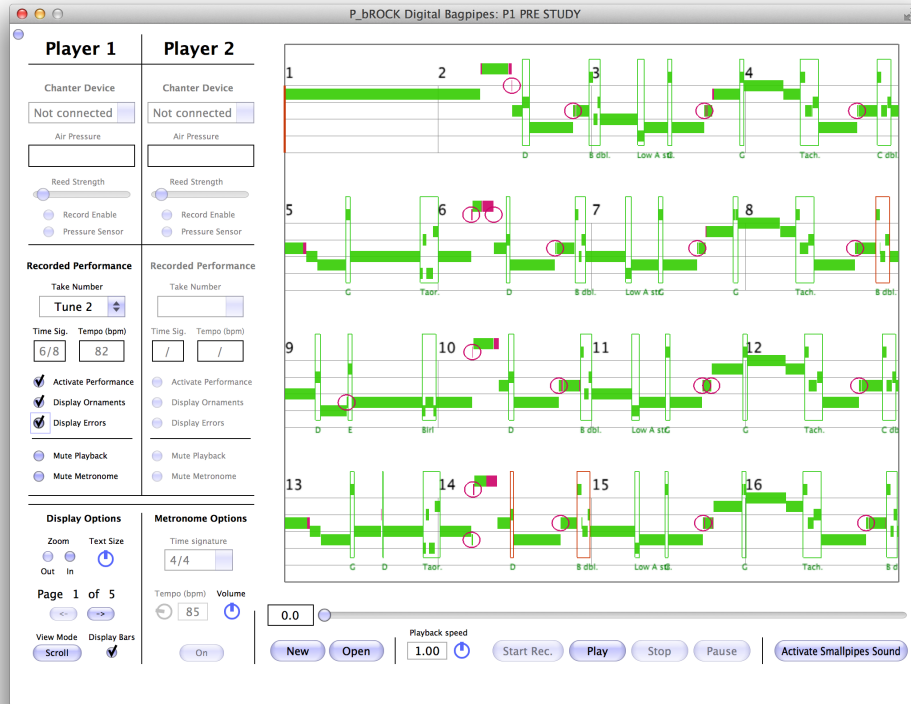 P_bROCK Digital Bagpipes: P1 PRE STUDY
Player 1
Player 2
Chanter Device
Chanter Device
Not connected
Not connected
Air Pressure
Air Pressure
Reed Strength
Reed Strength
Record Enable
Record Enable
Pressure Sensor
Pressure Sensor
Recorded Performance
Recorded Performance
Take Number
Take Number
Tune 2
Time Sig. Tempo (bpm)
Time Sig. Tempo (bpm)
6/8 82
/ /
Activate Performance
Activate Performance
Display Ornaments
Display Ornaments
Display Errors
Display Errors
Mute Playback
Mute Playback
Mute Metronome
Mute Metronome
Display Options
Metronome Options
Zoom Text Size
Out In
Time signature
4/4
Page 1 of 5
<- ->
Tempo (bpm) Volume
85
View Mode Display Bars
Scroll
On
1 2 3 4
D B dbl. Low A st G Tach. C dbl
5 6 7 8
G Taor. D B dbl. Low A st G G Tach. B dbl.
9 10 11 12
D E Birl D B dbl. Low A st G G Tach. C db
13 14 15 16
G D Taor. D B dbl. Low A st G G Tach. B d
0.0
Playback speed
New Open 1.00 Start Rec. Play Stop Pause Activate Smallpipes Sound